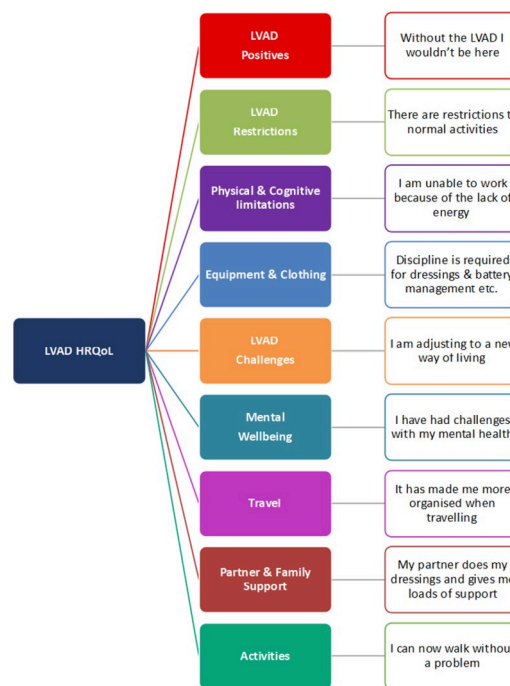 LVAD
Positives
Without the LVAD I
wouldn't be here
LVAD
Restrictions
There are restrictions t
normal activities
Physical & Cognitive
limitations
I am unable to work
because of the lack of
energy
Equipment & Clothing
Discipline is required
for dressings & battery
management etc.
LVAD HRQoL
LVAD
Challenges
I am adjusting to a new
way of living
Mental
Wellbeing
I have had challenges
with my mental health
Travel
It has made me more
organised when
travelling
Partner & Family
Support
My partner does my
dressings and gives me
loads of support
Activities
I can now walk without
a problem